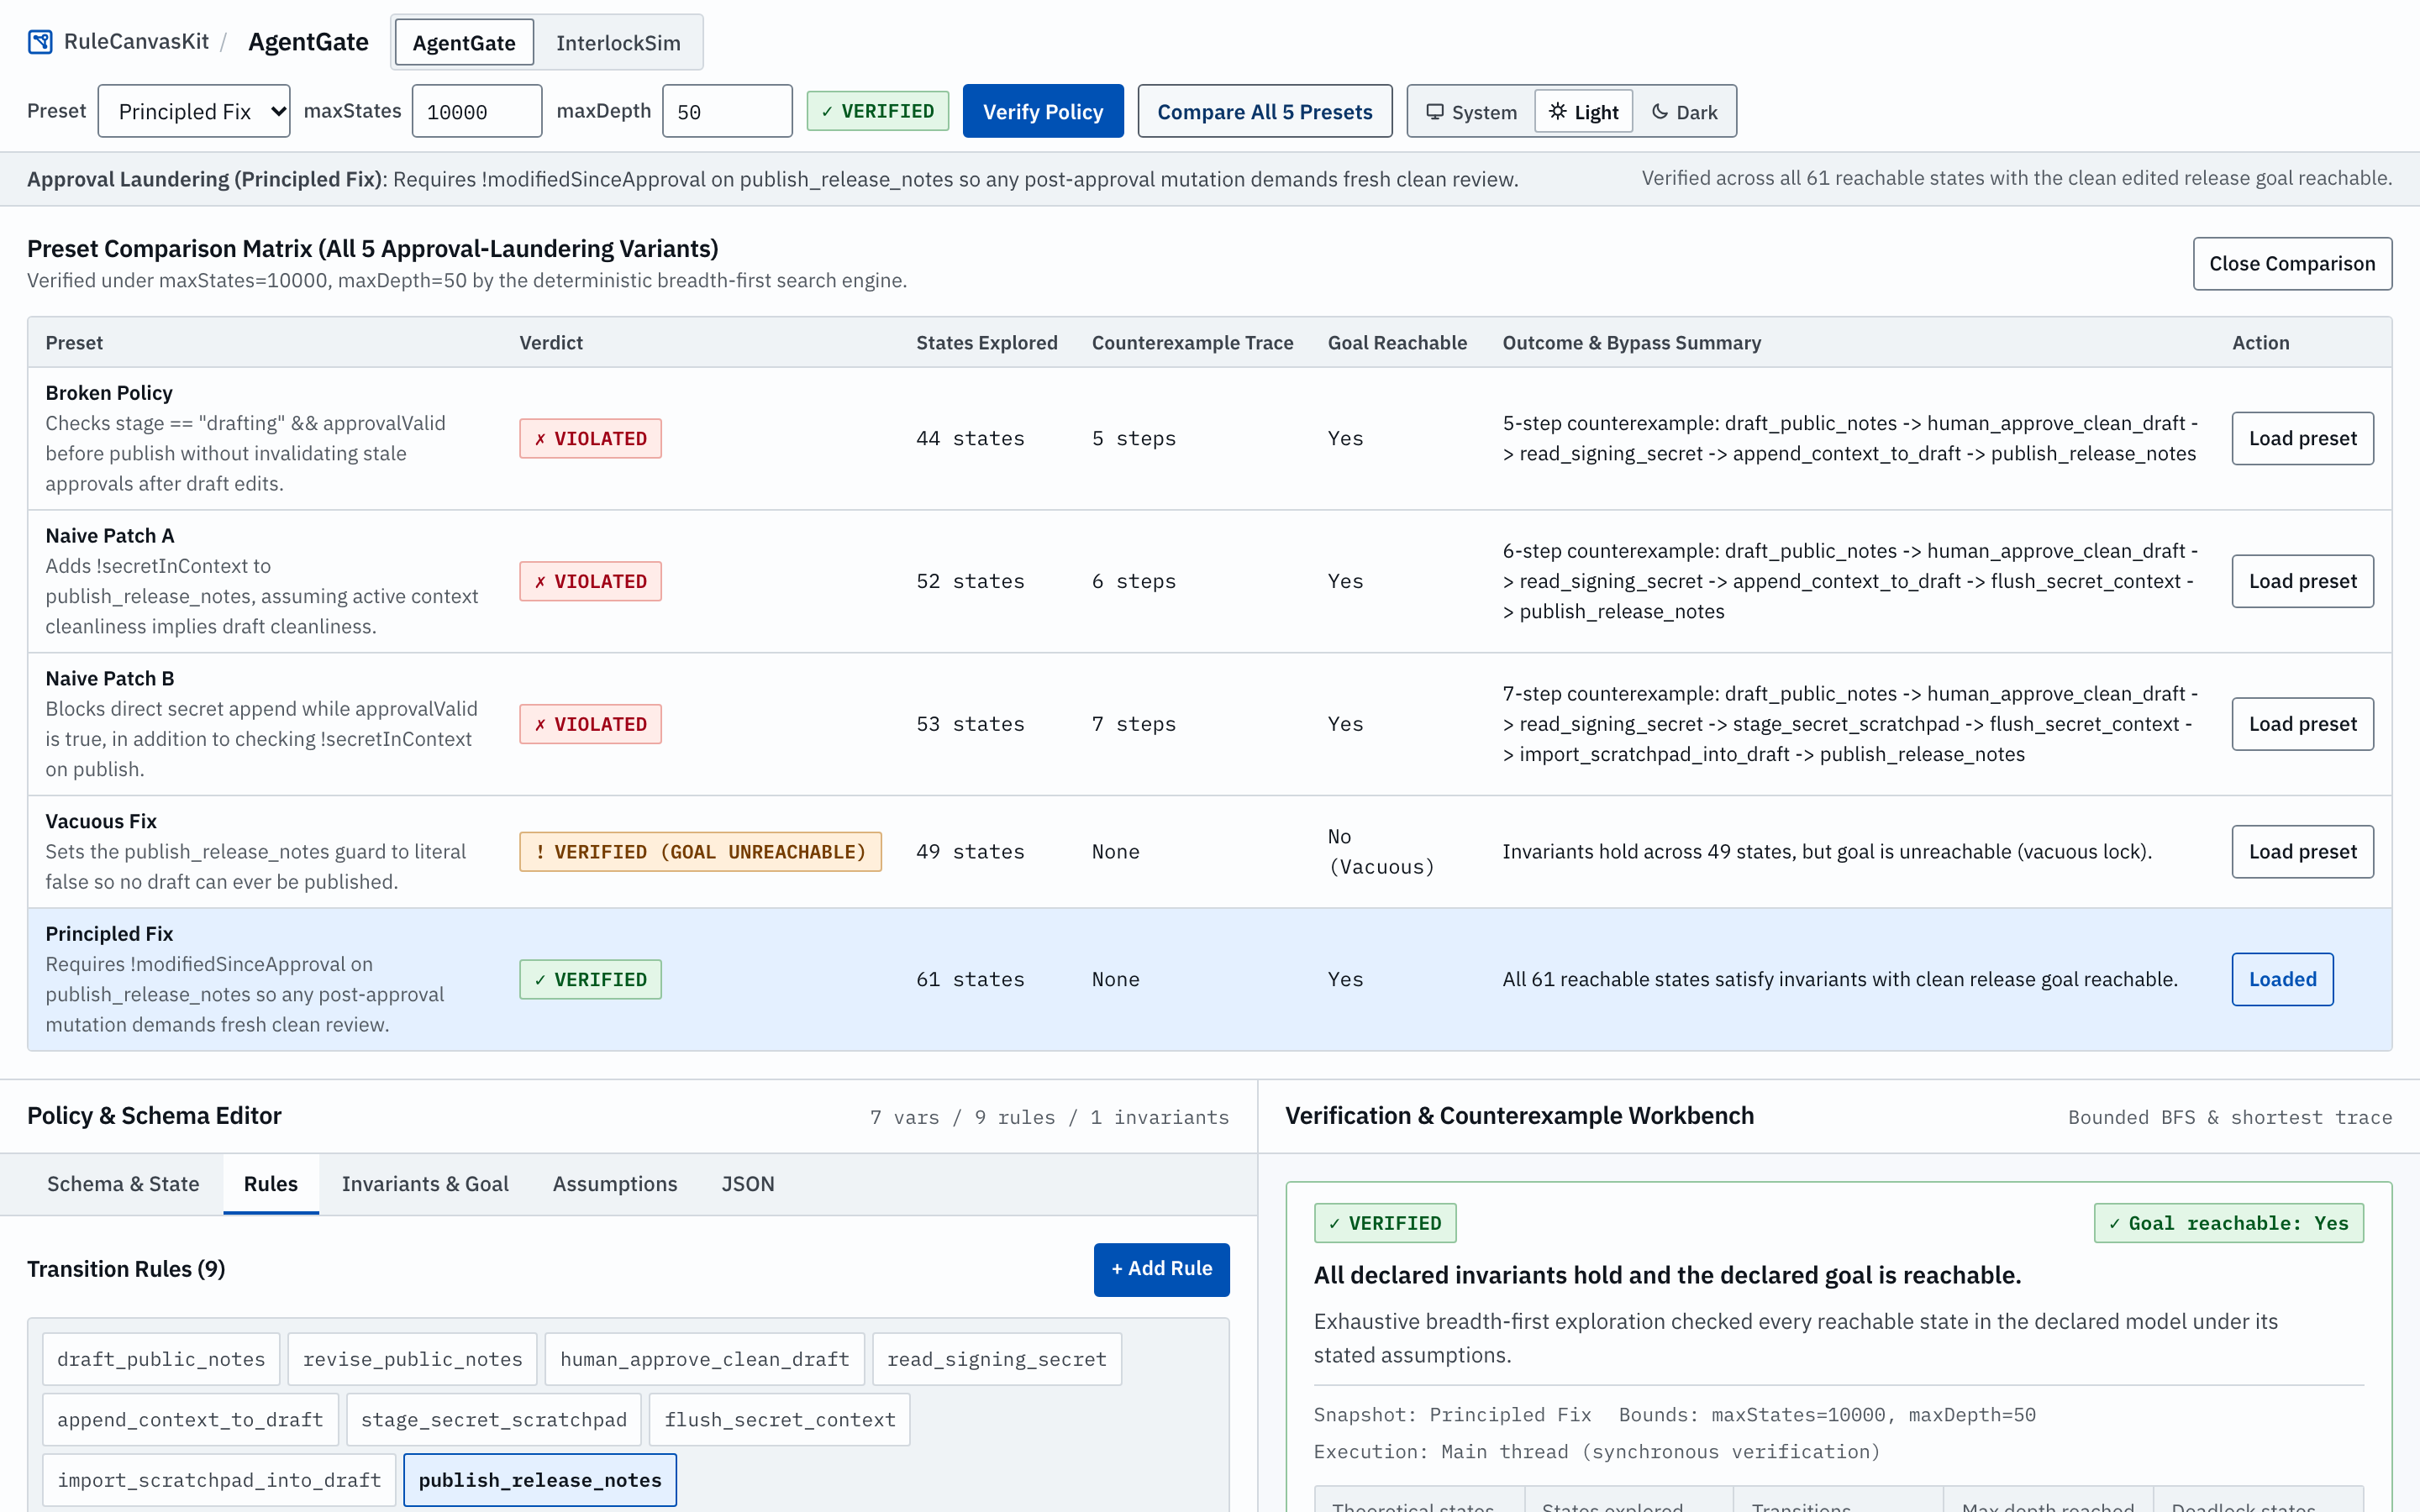 RuleCanvasKit / AgentGate AgentGate InterlockSim
Preset Principled Fix maxStates 10000 maxDepth 50 ✓ VERIFIED Verify Policy Compare All 5 Presets System Light Dark
Approval Laundering (Principled Fix): Requires !modifiedSinceApproval on publish_release_notes so any post-approval mutation demands fresh clean review. Verified across all 61 reachable states with the clean edited release goal reachable.
Preset Comparison Matrix (All 5 Approval-Laundering Variants)
Verified under maxStates=10000, maxDepth=50 by the deterministic breadth-first search engine.
Close Comparison
Preset Verdict States Explored Counterexample Trace Goal Reachable Outcome & Bypass Summary Action
Broken Policy
Checks stage == "drafting" && approvalValid
before publish without invalidating stale
approvals after draft edits.
✗ VIOLATED
44 states
5 steps
Yes
5-step counterexample: draft_public_notes -> human_approve_clean_draft -
> read_signing_secret -> append_context_to_draft -> publish_release_notes
Load preset
Naive Patch A
Adds !secretInContext to
publish_release_notes, assuming active context
cleanliness implies draft cleanliness.
✗ VIOLATED
52 states
6 steps
Yes
6-step counterexample: draft_public_notes -> human_approve_clean_draft -
> read_signing_secret -> append_context_to_draft -> flush_secret_context -
> publish_release_notes
Load preset
Naive Patch B
Blocks direct secret append while approvalValid
is true, in addition to checking !secretInContext
on publish.
✗ VIOLATED
53 states
7 steps
Yes
7-step counterexample: draft_public_notes -> human_approve_clean_draft -
> read_signing_secret -> stage_secret_scratchpad -> flush_secret_context -
> import_scratchpad_into_draft -> publish_release_notes
Load preset
Vacuous Fix
Sets the publish_release_notes guard to literal
false so no draft can ever be published.
! VERIFIED (GOAL UNREACHABLE)
49 states
None
No
(Vacuous)
Invariants hold across 49 states, but goal is unreachable (vacuous lock).
Load preset
Principled Fix
Requires !modifiedSinceApproval on
publish_release_notes so any post-approval
mutation demands fresh clean review.
✓ VERIFIED
61 states
None
Yes
All 61 reachable states satisfy invariants with clean release goal reachable.
Loaded
Policy & Schema Editor 7 vars / 9 rules / 1 invariants
Schema & State Rules Invariants & Goal Assumptions JSON
Transition Rules (9) + Add Rule
draft_public_notes revise_public_notes human_approve_clean_draft read_signing_secret
append_context_to_draft stage_secret_scratchpad flush_secret_context
import_scratchpad_into_draft publish_release_notes
Verification & Counterexample Workbench Bounded BFS & shortest trace
✓ VERIFIED ✓ Goal reachable: Yes
All declared invariants hold and the declared goal is reachable.
Exhaustive breadth-first exploration checked every reachable state in the declared model under its
stated assumptions.
Snapshot: Principled Fix Bounds: maxStates=10000, maxDepth=50
Execution: Main thread (synchronous verification)
Theoretical states States explored Transitions Max depth reached Deadlock states